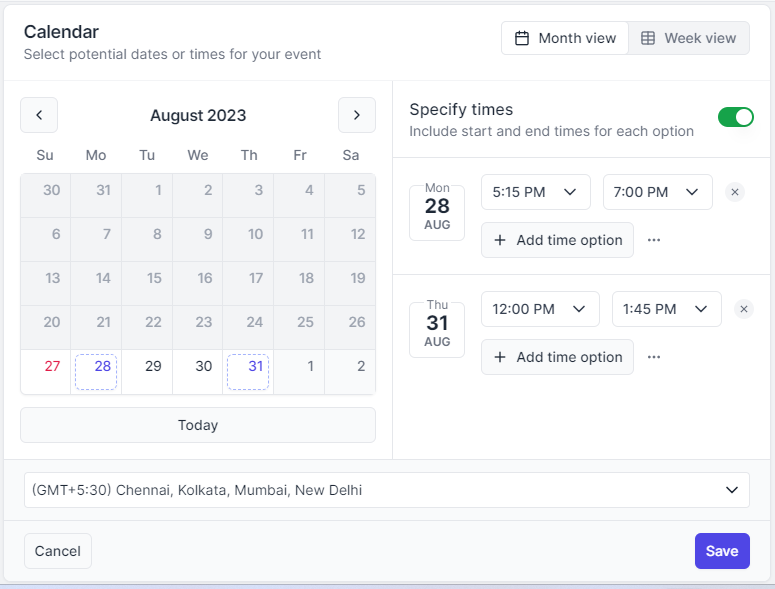 Calendar
Select potential dates or times for your event
Month view
Week view
August 2023
Su Mo Tu We Th Fr Sa
30 31 1 2 3 4 5
6 7 8 9 10 11 12
13 14 15 16 17 18 19
20 21 22 23 24 25 26
27 28 29 30 31 1 2
Today
Specify times
Include start and end times for each option
Mon
28
AUG
5:15 PM
7:00 PM
Add time option
Thu
31
AUG
12:00 PM
1:45 PM
Add time option
(GMT+5:30) Chennai, Kolkata, Mumbai, New Delhi
Cancel
Save